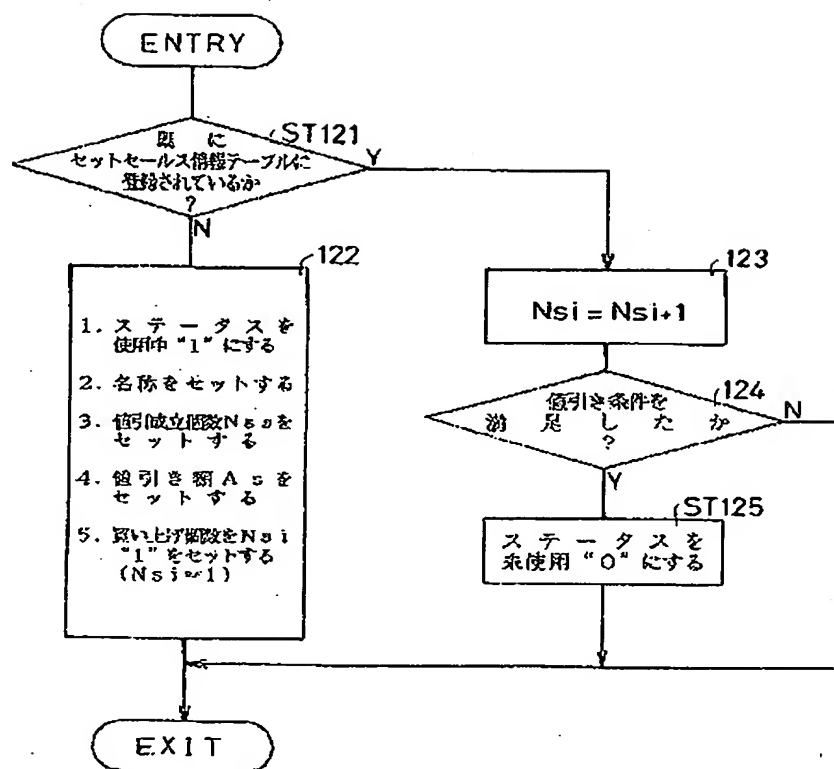 ENTRY
ST121
既に
セットセールス情報テーブルに
登録されているか
?
Y
N
122
1. ステータスを
使用中 "1" にする
2. 名称をセットする
3. 値引成立個数Nssを
セットする
4. 値引き額Asを
セットする
5. 買い上げ個数をNsi
"1" をセットする
(Nsi=1)
123
Nsi = Nsi+1
124
値引き条件を
満足したか
?
N
Y
ST125
ステータスを
未使用 "0" にする
EXIT